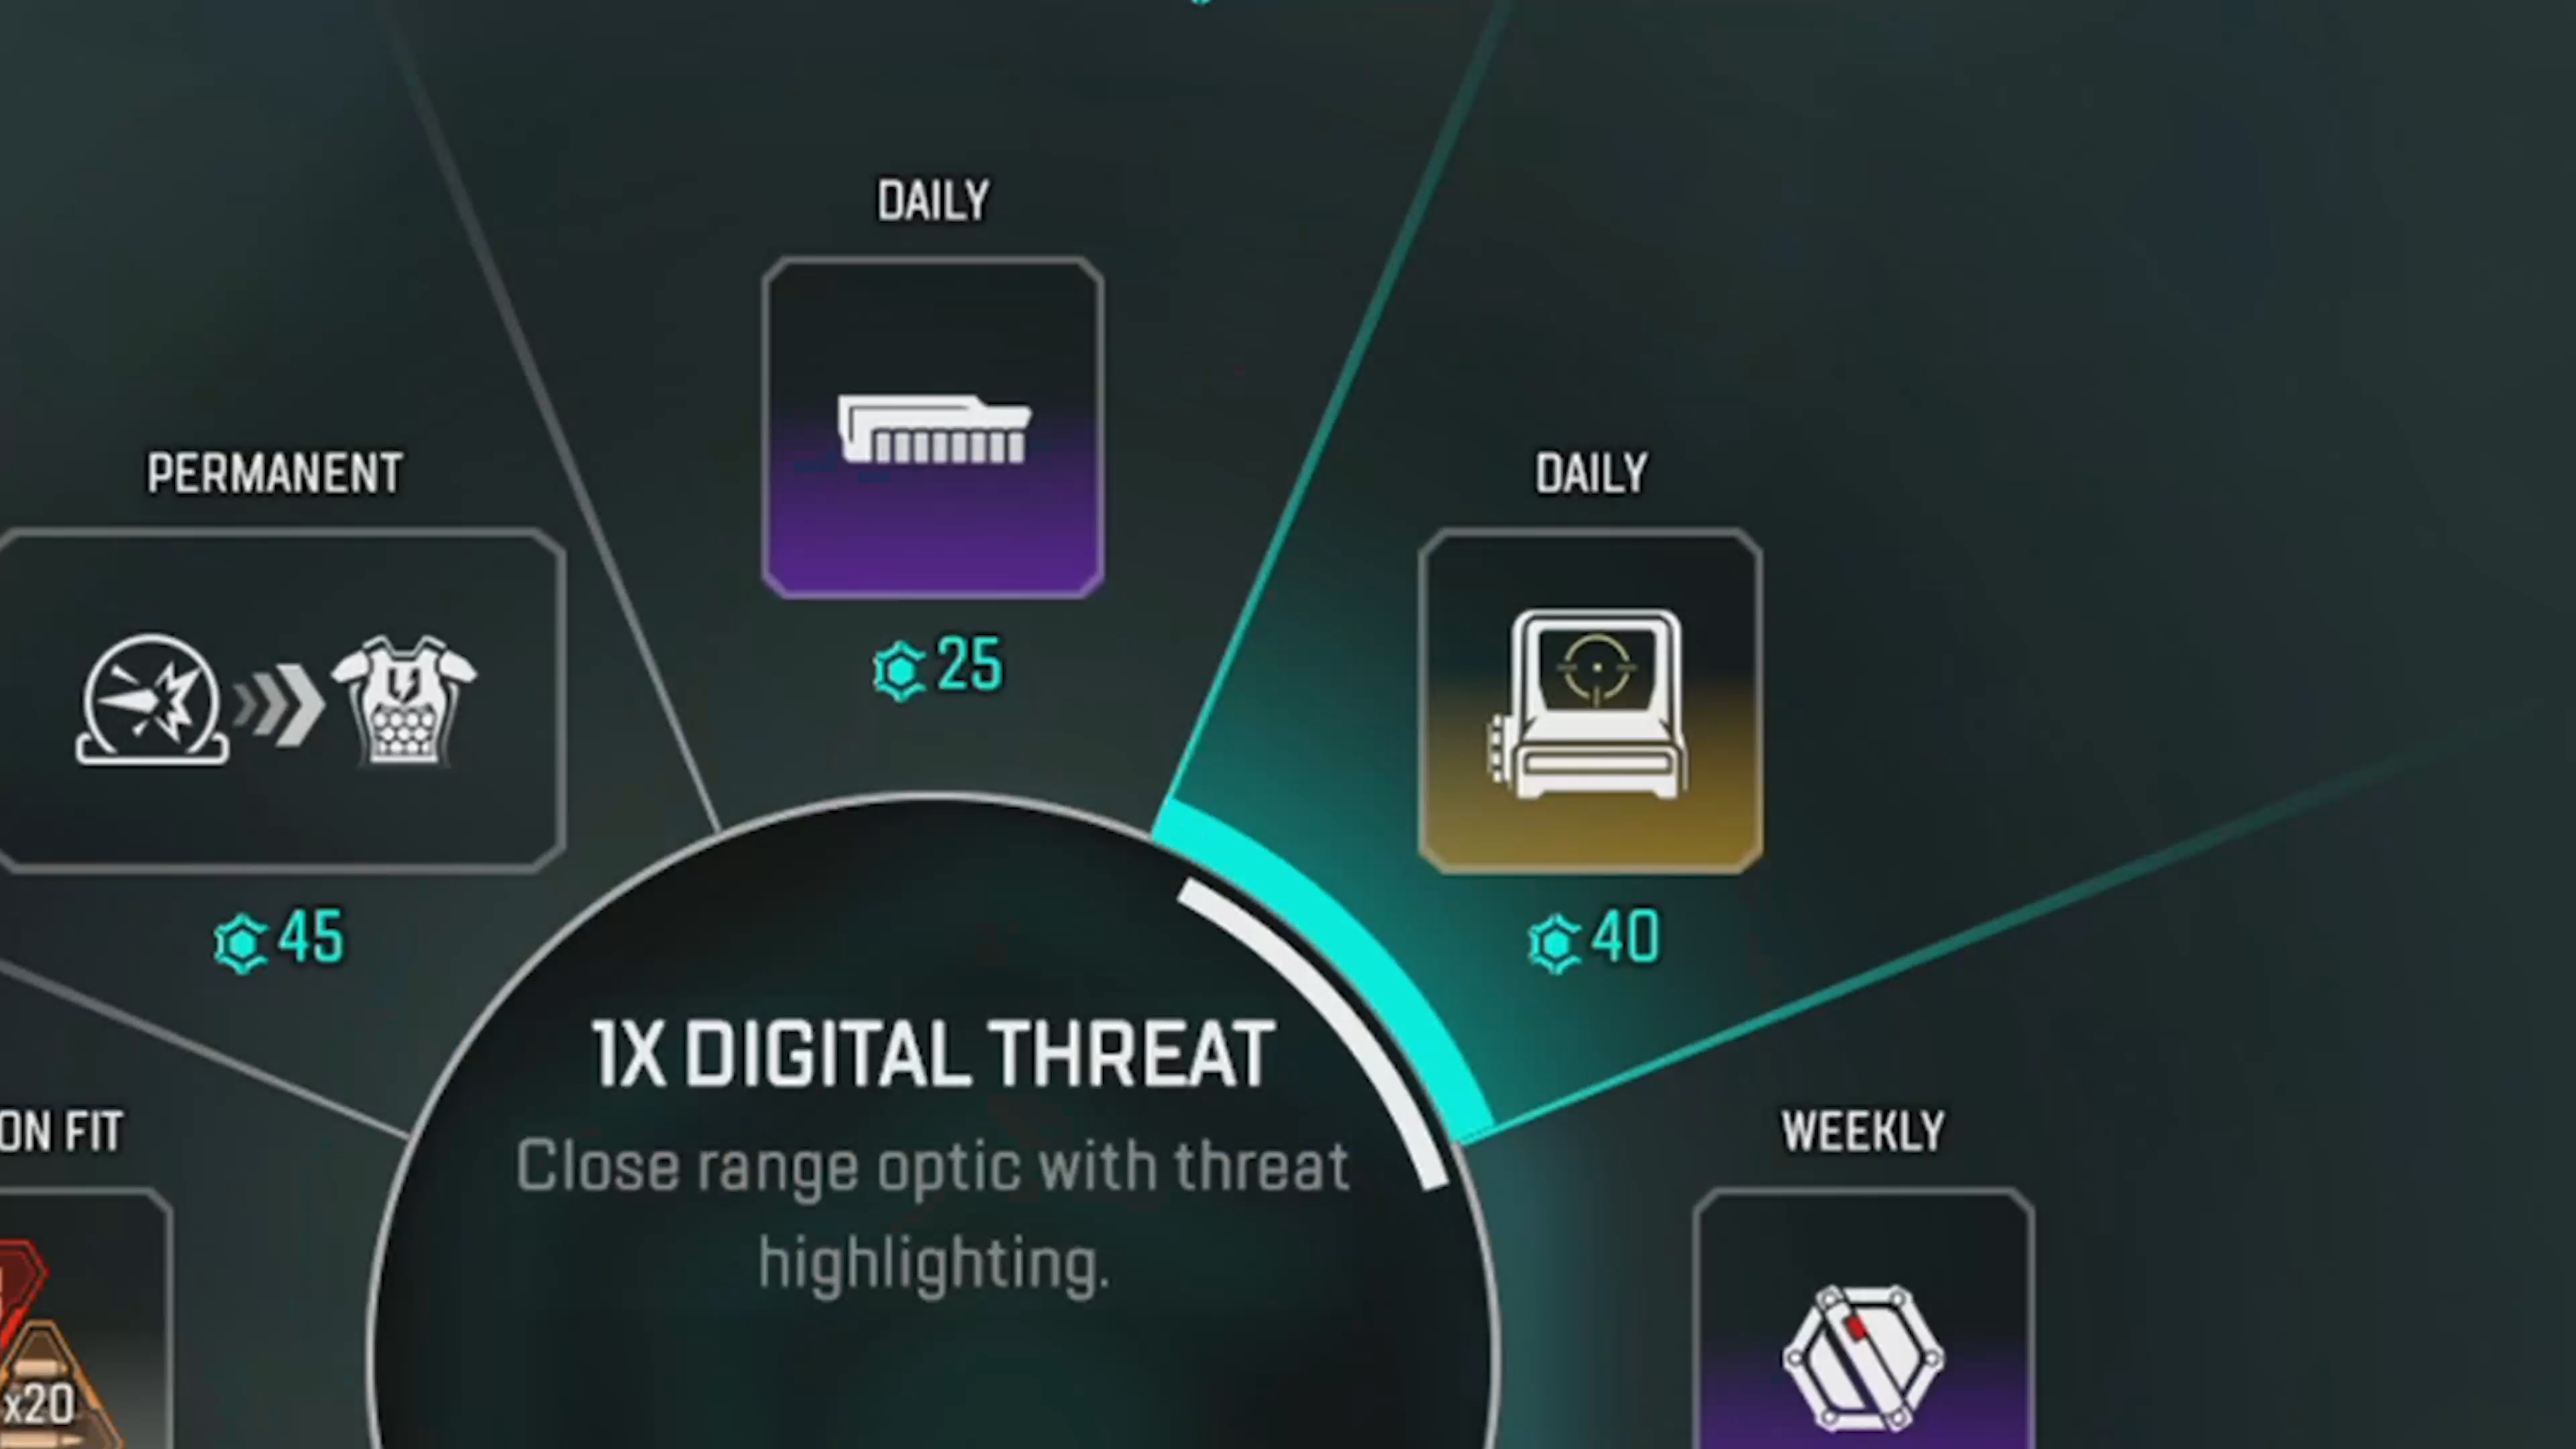 DAILY
25
PERMANENT
45
DAILY
40
1X DIGITAL THREAT
Close range optic with threat
highlighting.
ON FIT
x20
WEEKLY